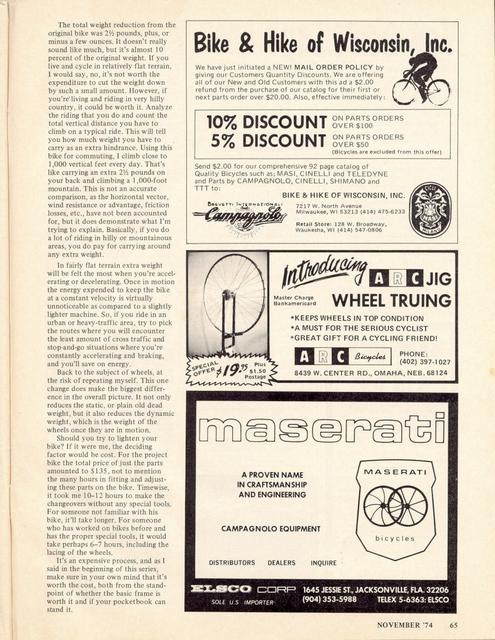 The total weight reduction from the
original bike was 2½ pounds, plus, or
minus a few ounces. It doesn't really
sound like much, but it's almost 10
percent of the original weight. If you
live and cycle in relatively flat terrain,
I would say, no, it's not worth the
expenditure to cut the weight down
by such a small amount. However, if
you're living and riding in very hilly
country, it could be worth it. Analyze
the riding that you do and count the
total vertical distance you have to
climb on a typical ride. This will tell
you how much weight you have to
carry as an extra hindrance. Using this
bike for commuting, I climb close to
1,000 vertical feet every day. That's
like carrying an extra 2½ pounds on
your back and climbing a 1,000-foot
mountain. This is not an accurate
comparison, as the horizontal vector,
wind resistance or advantage, friction
losses, etc., have not been accounted
for, but it does demonstrate what I'm
trying to explain. Basically, if you do
a lot of riding in hilly or mountainous
areas, you do pay for carrying around
any extra weight.
In fairly flat terrain extra weight
will be felt the most when you're accel-
erating or decelerating. Once in motion
the energy expended to keep the bike
at a constant velocity is virtually
unnoticeable as compared to a slightly
lighter machine. So, if you ride in an
urban or heavy-traffic area, try to pick
the routes where you will encounter
the least amount of cross traffic and
stop-and-go situations where you're
constantly accelerating and braking,
and you'll save on energy.
Back to the subject of wheels, at
the risk of repeating myself. This one
change does make the biggest differ-
ence in the overall picture. It not only
reduces the static, or plain old dead
weight, but it also reduces the dynamic
weight, which is the weight of the
wheels once they are in motion.
Should you try to lighten your
bike? If it were me, the deciding
factor would be cost. For the project
bike the total price of just the parts
amounted to $135, not to mention
the many hours in fitting and adjust-
ing these parts on the bike. Timewise,
it took me 10-12 hours to make the
changeovers without any special tools.
For someone not familiar with his
bike, it'll take longer. For someone
who has worked on bikes before and
has the proper special tools, it would
take perhaps 6-7 hours, including the
lacing of the wheels.
It's an expensive process, and as I
said in the beginning of this series,
make sure in your own mind that it's
worth the cost, both from the stand-
point of whether the basic frame is
worth it and if your pocketbook can
stand it.
Bike & Hike of Wisconsin, Inc.
We have just initiated a NEW! MAIL ORDER POLICY by
giving our Customers Quantity Discounts, We are offering
all of our New and Old Customers with this ad a $2.00
refund from the purchase of our catalog for their first or
next parts order over $20.00. Also, effective immediately:
10% DISCOUNT ON PARTS ORDERS
OVER $100
5% DISCOUNT ON PARTS ORDERS
OVER $50
(Bicycles are excluded from this offer)
Send $2.00 for our comprehensive 92 page catalog of
Quality Bicycles such as; MASI, CINELLI and TELEDYNE
and Parts by CAMPAGNOLO, CINELLI, SHIMANO and
TTT to:
BIKE & HIKE OF WISCONSIN, INC.
7217 W. North Avenue
Milwaukee, WI 53213 (414) 475-6233
Retail Store: 128 W. Broadway,
Waukesha, WI (414) 547-0806
Campagnolo
Introducing ARC JIG
Master Charge
Bankamericard
WHEEL TRUING
•KEEPS WHEELS IN TOP CONDITION
•A MUST FOR THE SERIOUS CYCLIST
•GREAT FOR A CYCLING FRIEND!
SPECIAL
OFFER $19.95 Plus
$1.50
Postage
ARC Bicycles PHONE:
(402) 397-1027
8439 W. CENTER RD., OMAHA, NEB. 68124
maserati
A PROVEN NAME
IN CRAFTSMANSHIP
AND ENGINEERING
CAMPAGNOLO EQUIPMENT
DISTRIBUTORS DEALERS INQUIRE
MASERATI
bicycles
ELSCO CORP
SOLE U.S IMPORTER
1645 JESSIE ST., JACKSONVILLE, FLA. 32206
(904) 353-5988 TELEX 5-6363: ELSCO
NOVEMBER '74 65